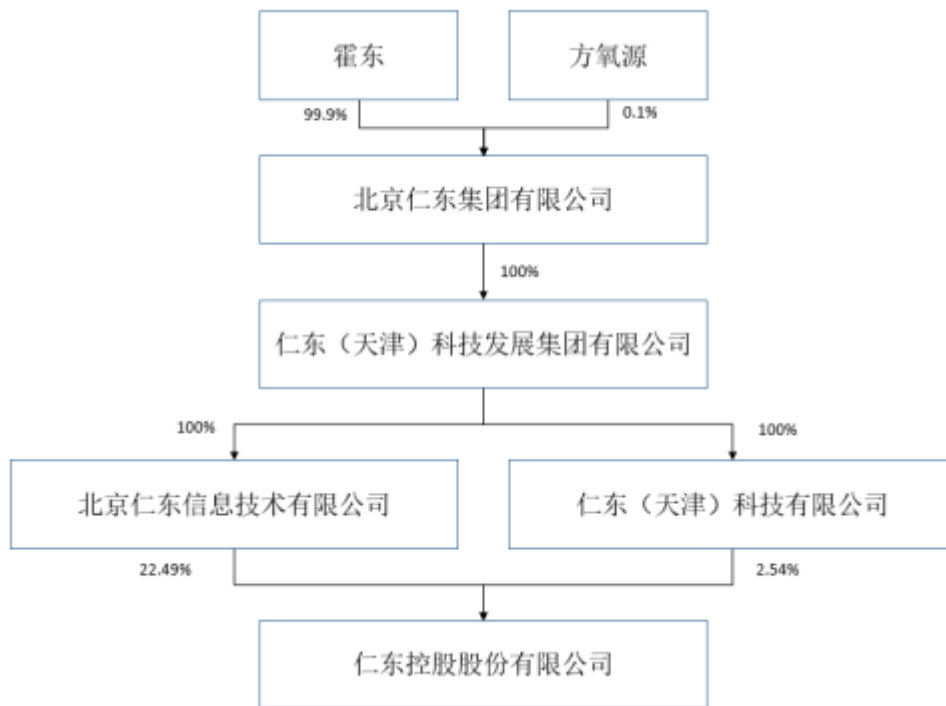 霍东
方氧源
99.9%
0.1%
北京仁东集团有限公司
100%
仁东（天津）科技发展集团有限公司
100%
100%
北京仁东信息技术有限公司
仁东（天津）科技有限公司
22.49%
2.54%
仁东控股股份有限公司